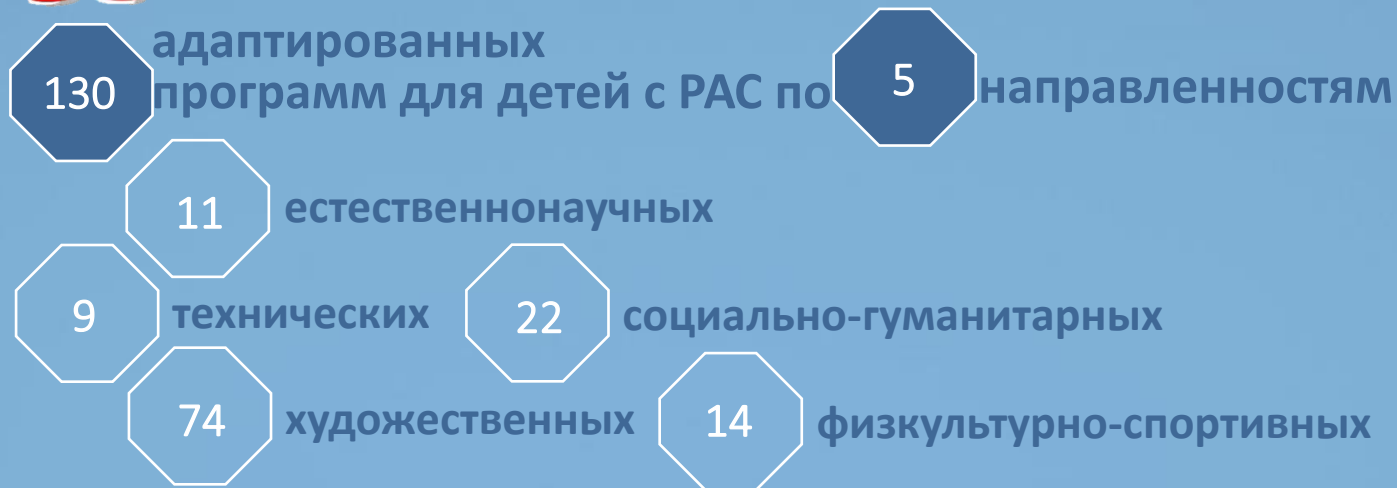 адаптированных
130 программ для детей с РАС по 5 направленностям
11 естественнонаучных
9 технических 22 социально-гуманитарных
74 художественных 14 физкультурно-спортивных